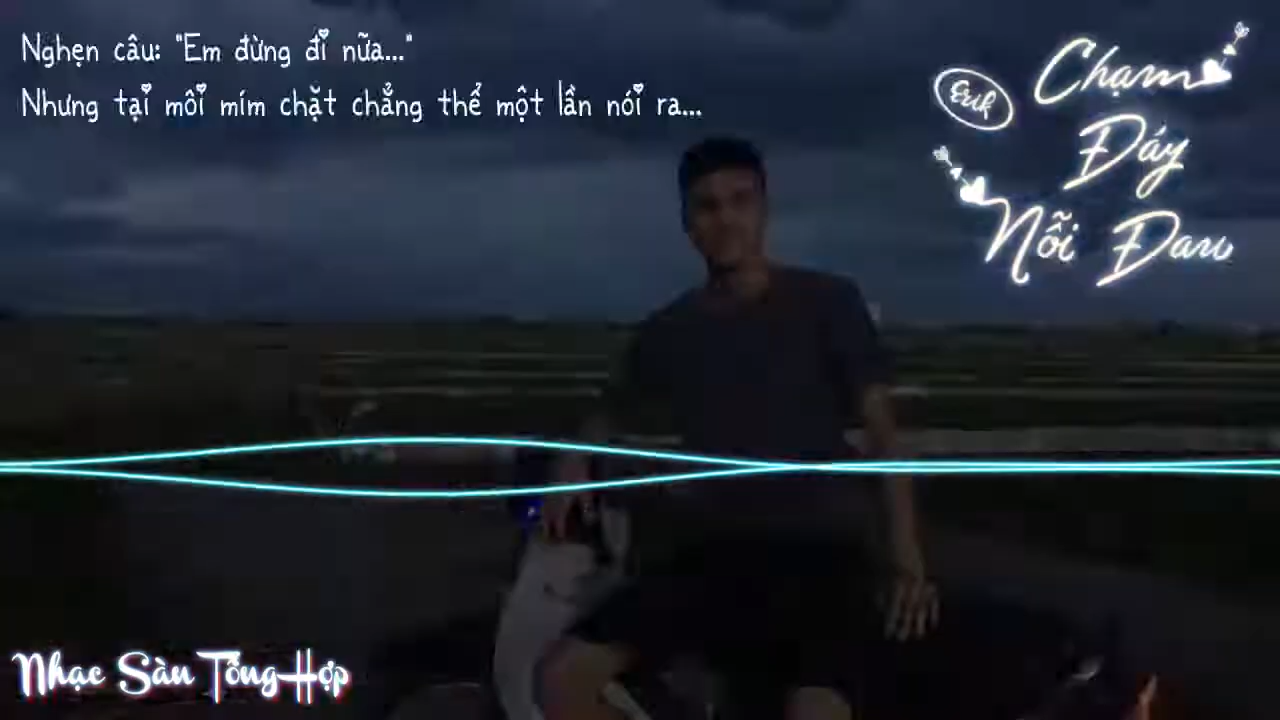 Nghẹn câu: "Em đừng đi nữa..."
Nhưng tại môi mím chặt chẳng thể một lần nói ra...
Erik
Chạm
Đáy
Nỗi Đau
Nhạc Sàn Tổng Hợp